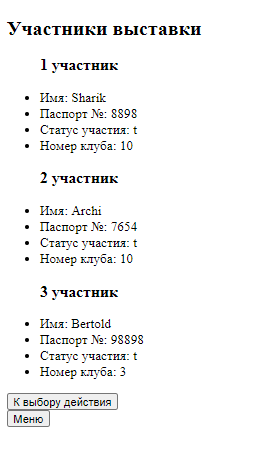 Участники выставки
1 участник
Имя: Sharik
Паспорт №: 8898
Статус участия: t
Номер клуба: 10
2 участник
Имя: Archi
Паспорт №: 7654
Статус участия: t
Номер клуба: 10
3 участник
Имя: Bertold
Паспорт №: 98898
Статус участия: t
Номер клуба: 3
К выбору действия
Меню